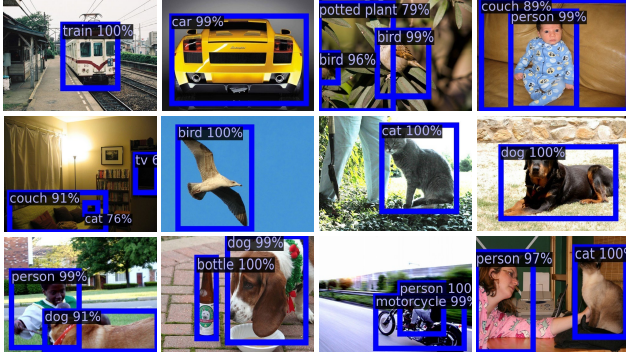 train 100%
car 99%
potted plant 79%
bird 99%
bird 96%
couch 89%
person 99%
couch 91%
cat 76%
tv 6
bird 100%
cat 100%
dog 100%
person 99%
dog 91%
dog 99%
bottle 100%
person 100
motorcycle 99%
person 97%
cat 100%